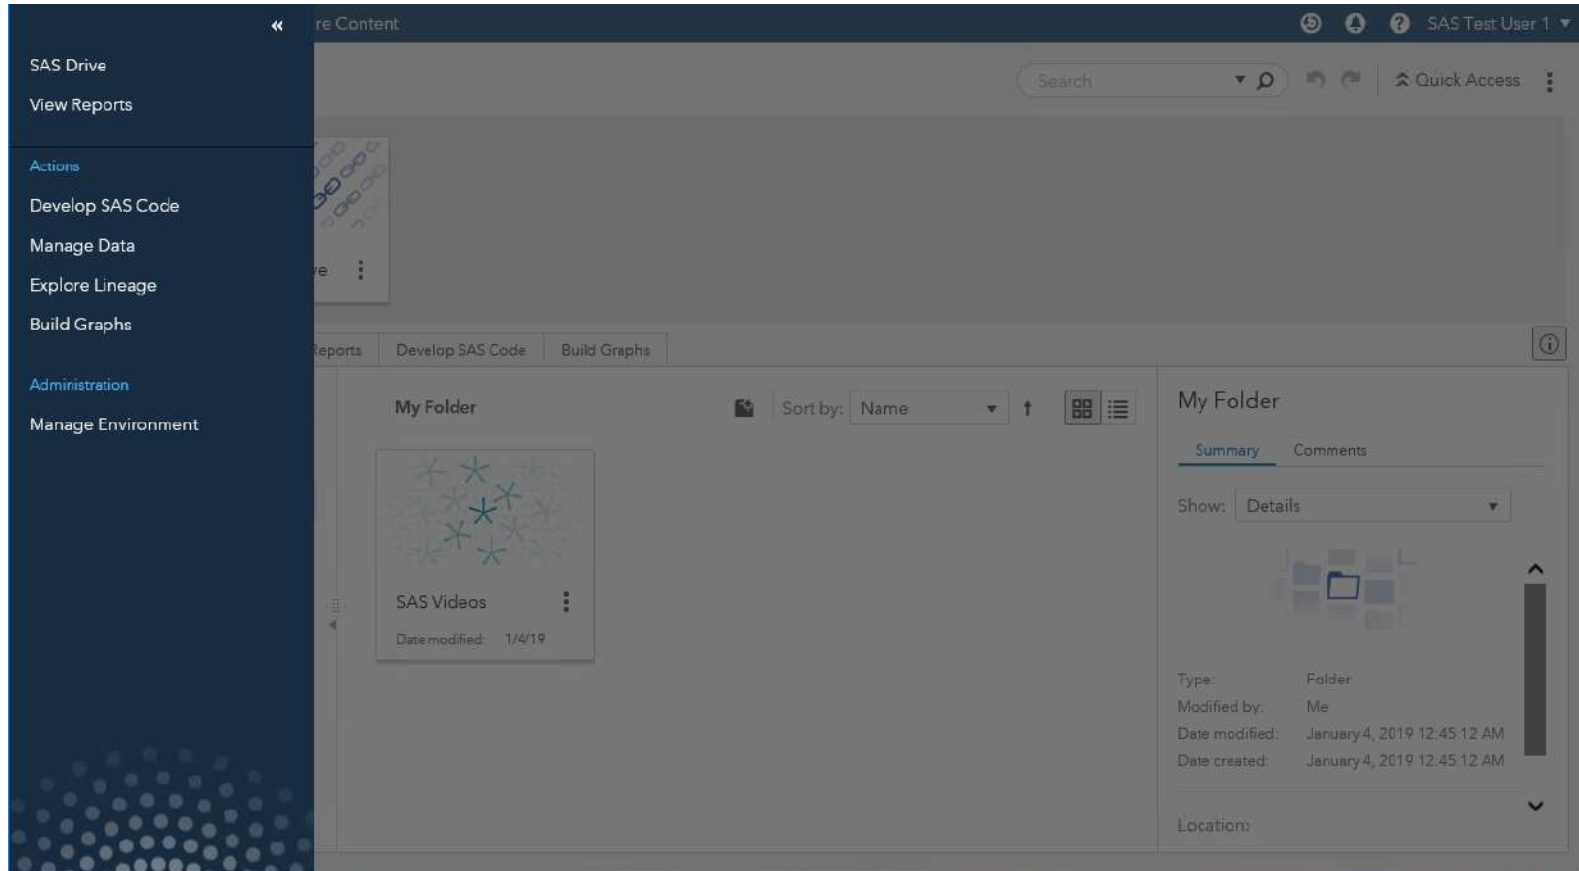 re Content
SAS Test User 1
SAS Drive
View Reports
Search
Quick Access
Actions
Develop SAS Code
Manage Data
Explore Lineage
Build Graphs
ve
Reports
Develop SAS Code
Build Graphs
Administration
Manage Environment
My Folder
Sort by:
Name
My Folder
Summary
Comments
Show:
Details
SAS Videos
Date modified: 1/4/19
Type: Folder
Modified by: Me
Date modified: January 4, 2019 12:45:12 AM
Date created: January 4, 2019 12:45:12 AM
Location: